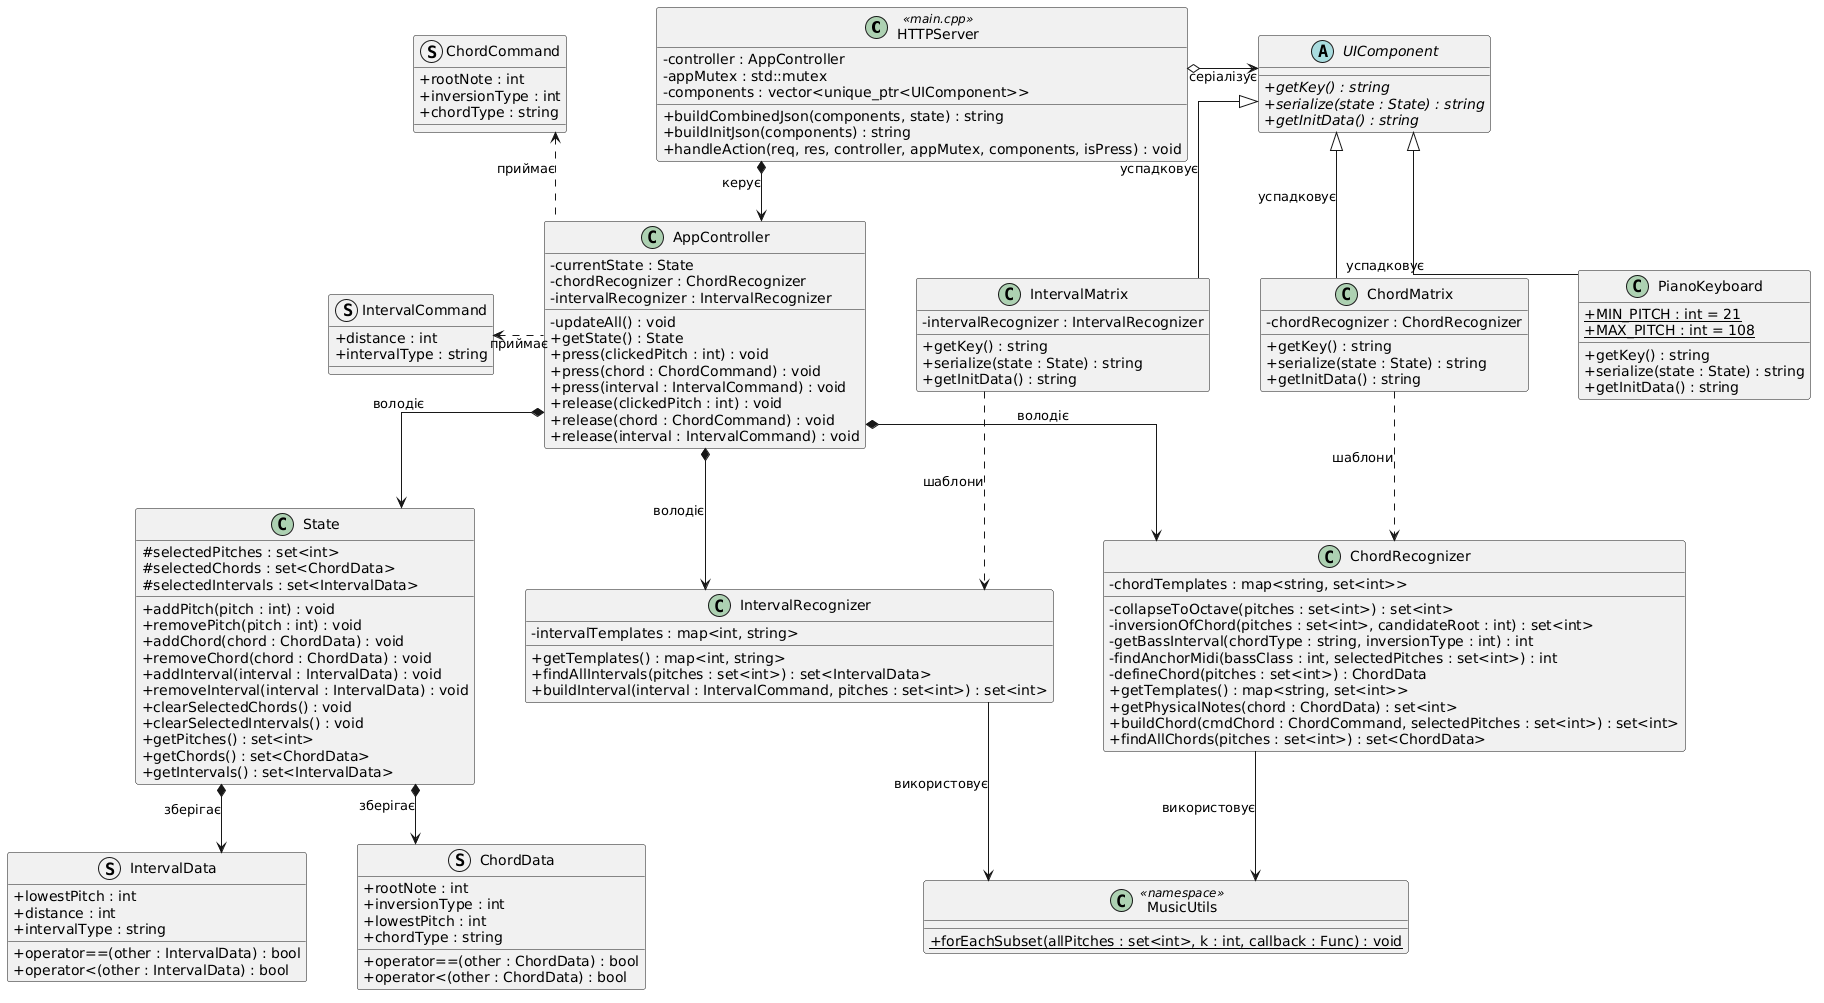 «main.cpp»
C HTTPServer
-controller : AppController
-appMutex : std::mutex
-components : vector<unique_ptr<UIComponent>>
+buildCombinedJson(components, state) : string
+buildInitJson(components) : string
+handleAction(req, res, controller, appMutex, components, isPress) : void
S ChordCommand
+rootNote : int
+inversionType : int
+chordType : string
A UIComponent
+getKey() : string
+serialize(state : State) : string
+getInitData() : string
серіалізує
приймає
керує
успадковує
успадковує
успадковує
C AppController
-currentState : State
-chordRecognizer : ChordRecognizer
-intervalRecognizer : IntervalRecognizer
-updateAll() : void
+getState() : State
+press(clickedPitch : int) : void
+press(chord : ChordCommand) : void
+press(interval : IntervalCommand) : void
+release(clickedPitch : int) : void
+release(chord : ChordCommand) : void
+release(interval : IntervalCommand) : void
S IntervalCommand
+distance : int
+intervalType : string
приймає
C IntervalMatrix
-intervalRecognizer : IntervalRecognizer
+getKey() : string
+serialize(state : State) : string
+getInitData() : string
C ChordMatrix
-chordRecognizer : ChordRecognizer
+getKey() : string
+serialize(state : State) : string
+getInitData() : string
C PianoKeyboard
+MIN_PITCH : int = 21
+MAX_PITCH : int = 108
+getKey() : string
+serialize(state : State) : string
+getInitData() : string
володіє
володіє
володіє
шаблони
шаблони
C State
#selectedPitches : set<int>
#selectedChords : set<ChordData>
#selectedIntervals : set<IntervalData>
+addPitch(pitch : int) : void
+removePitch(pitch : int) : void
+addChord(chord : ChordData) : void
+removeChord(chord : ChordData) : void
+addInterval(interval : IntervalData) : void
+removeInterval(interval : IntervalData) : void
+clearSelectedChords() : void
+clearSelectedIntervals() : void
+getPitches() : set<int>
+getChords() : set<ChordData>
+getIntervals() : set<IntervalData>
C IntervalRecognizer
-intervalTemplates : map<int, string>
+getTemplates() : map<int, string>
+findAllIntervals(pitches : set<int>) : set<IntervalData>
+buildInterval(interval : IntervalCommand, pitches : set<int>) : set<int>
C ChordRecognizer
-chordTemplates : map<string, set<int>>
-collapseToOctave(pitches : set<int>) : set<int>
-inversionOfChord(pitches : set<int>, candidateRoot : int) : set<int>
-getBassInterval(chordType : string, inversionType : int) : int
-findAnchorMidi(bassClass : int, selectedPitches : set<int>) : int
-defineChord(pitches : set<int>) : ChordData
+getTemplates() : map<string, set<int>>
+getPhysicalNotes(chord : ChordData) : set<int>
+buildChord(cmdChord : ChordCommand, selectedPitches : set<int>) : set<int>
+findAllChords(pitches : set<int>) : set<ChordData>
зберігає
зберігає
використовує
використовує
S IntervalData
+lowestPitch : int
+distance : int
+intervalType : string
+operator==(other : IntervalData) : bool
+operator<(other : IntervalData) : bool
S ChordData
+rootNote : int
+inversionType : int
+lowestPitch : int
+chordType : string
+operator==(other : ChordData) : bool
+operator<(other : ChordData) : bool
«namespace»
C MusicUtils
+forEachSubset(allPitches : set<int>, k : int, callback : Func) : void